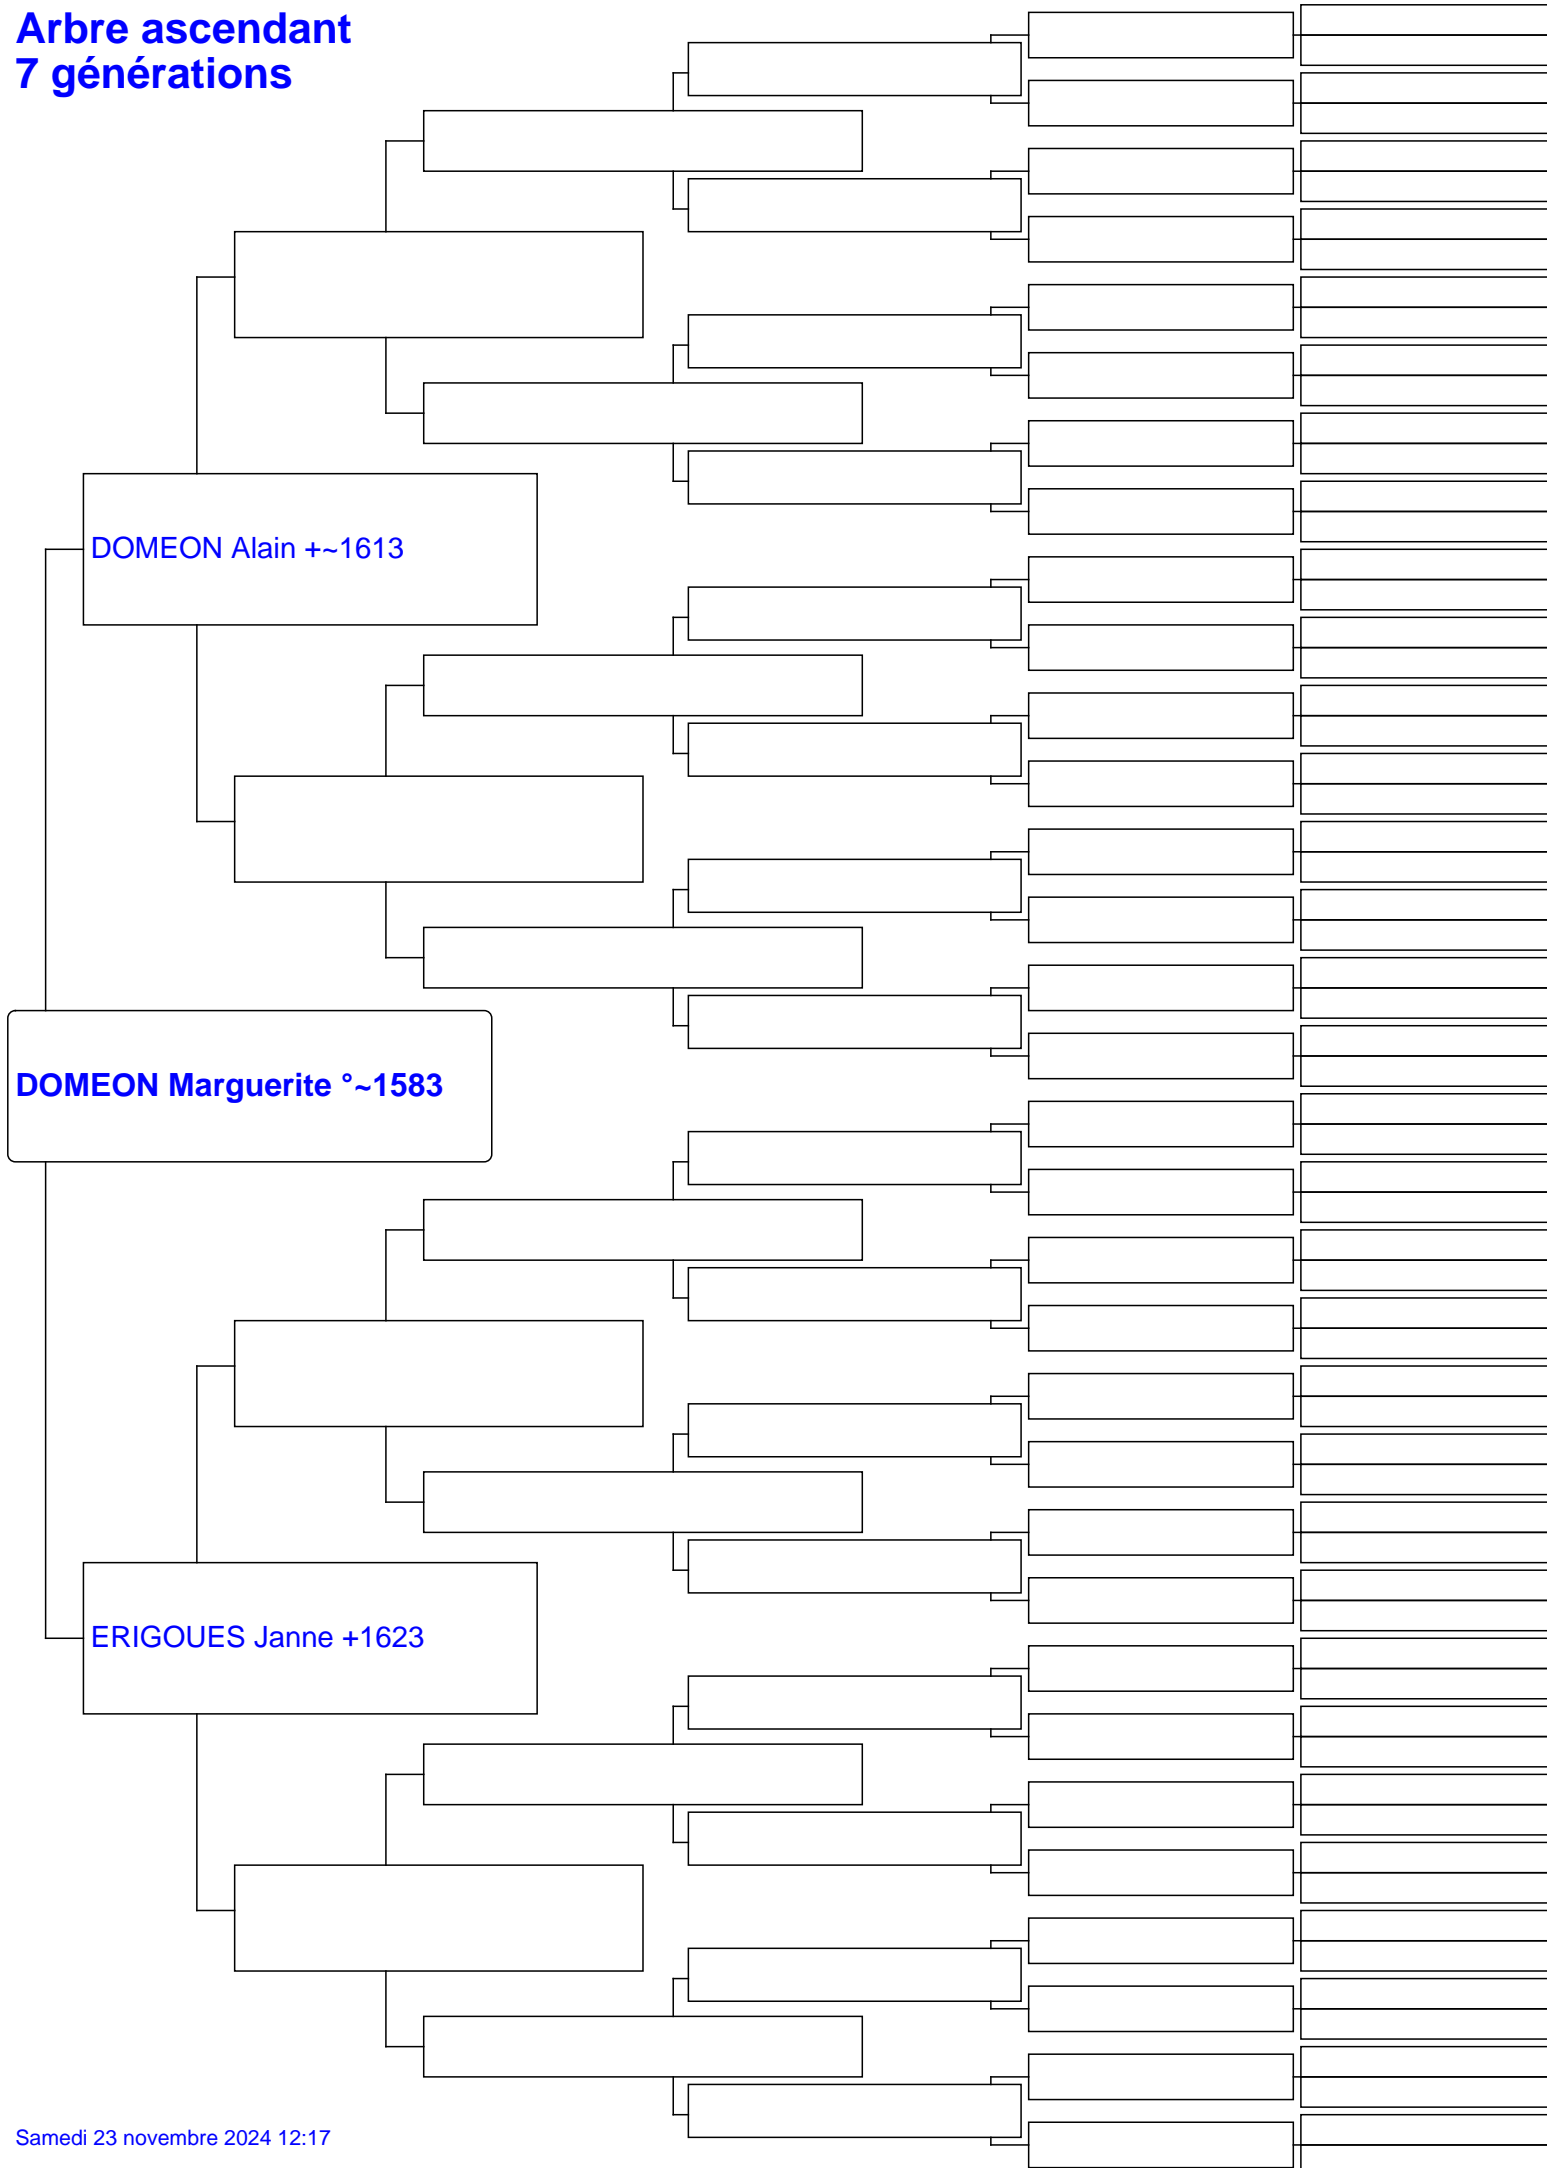 Arbre ascendant
7 générations
DOMEON Alain +~1613
DOMEON Marguerite °~1583
ERIGOUES Janne +1623
Samedi 23 novembre 2024 12:17